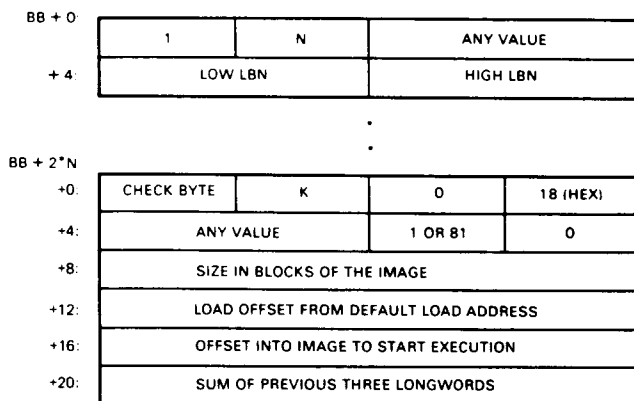 BB + 0:
1 N ANY VALUE
+ 4: LOW LBN HIGH LBN
BB + 2*N
+0: CHECK BYTE K 0 18 (HEX)
+4: ANY VALUE 1 OR 81 0
+8: SIZE IN BLOCKS OF THE IMAGE
+12: LOAD OFFSET FROM DEFAULT LOAD ADDRESS
+16: OFFSET INTO IMAGE TO START EXECUTION
+20: SUM OF PREVIOUS THREE LONGWORDS